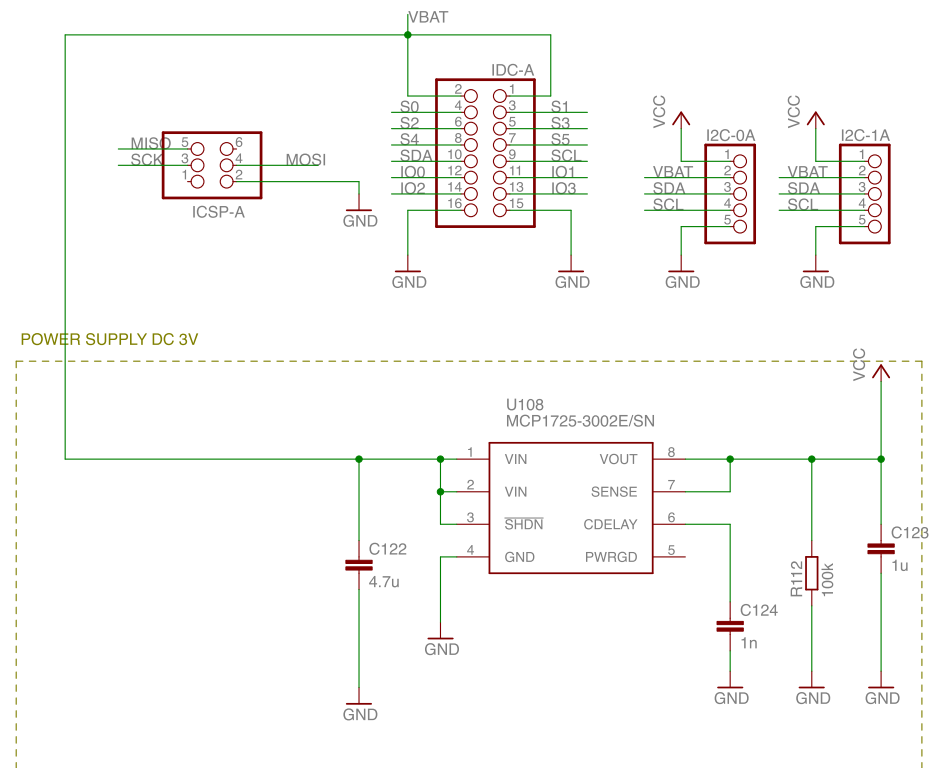 VBAT
IDC-A
2 1
S0 4 3 S1
S2 6 5 S3
S4 8 7 S5
SDA 10 9 SCL
IO0 12 11 IO1
IO2 14 13 IO3
16 15
GND GND
MISO 5 6
SCK 3 4 MOSI
1 2
ICSP-A
GND
VCC
I2C-0A
1
VBAT 2
SDA 3
SCL 4
5
GND
VCC
I2C-1A
1
VBAT 2
SDA 3
SCL 4
5
GND
POWER SUPPLY DC 3V
VCC
U108
MCP1725-3002E/SN
1 VIN VOUT 8
2 VIN SENSE 7
3 SHDN CDELAY 6
4 GND PWRGD 5
C122
4.7u
GND
GND
C124
1n
GND
R112
100k
GND
C123
1u
GND